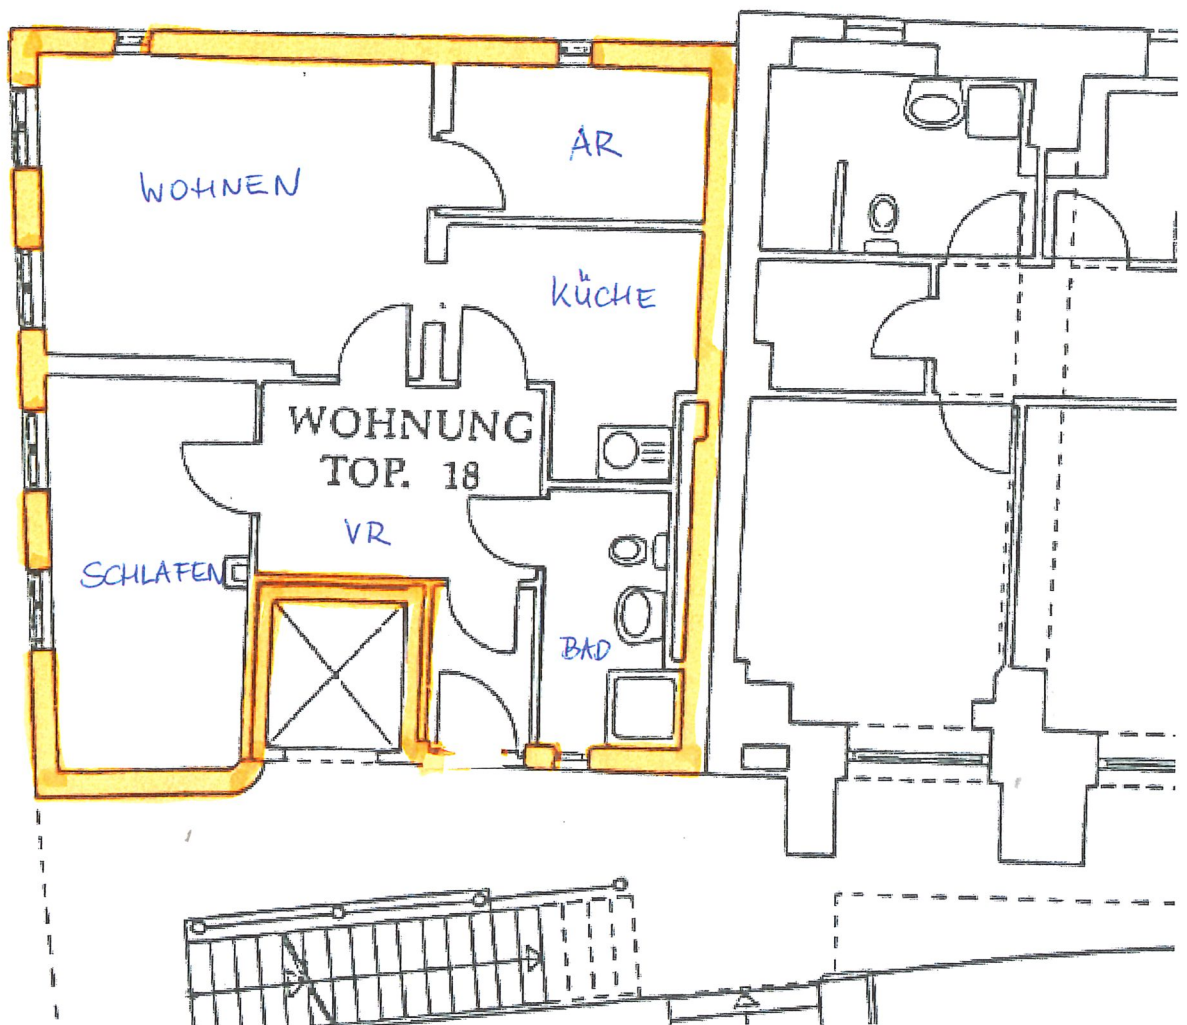 AR
WOHNEN
KÜCHE
WOHNUNG
TOP. 18
VR
SCHLAFEN
BAD